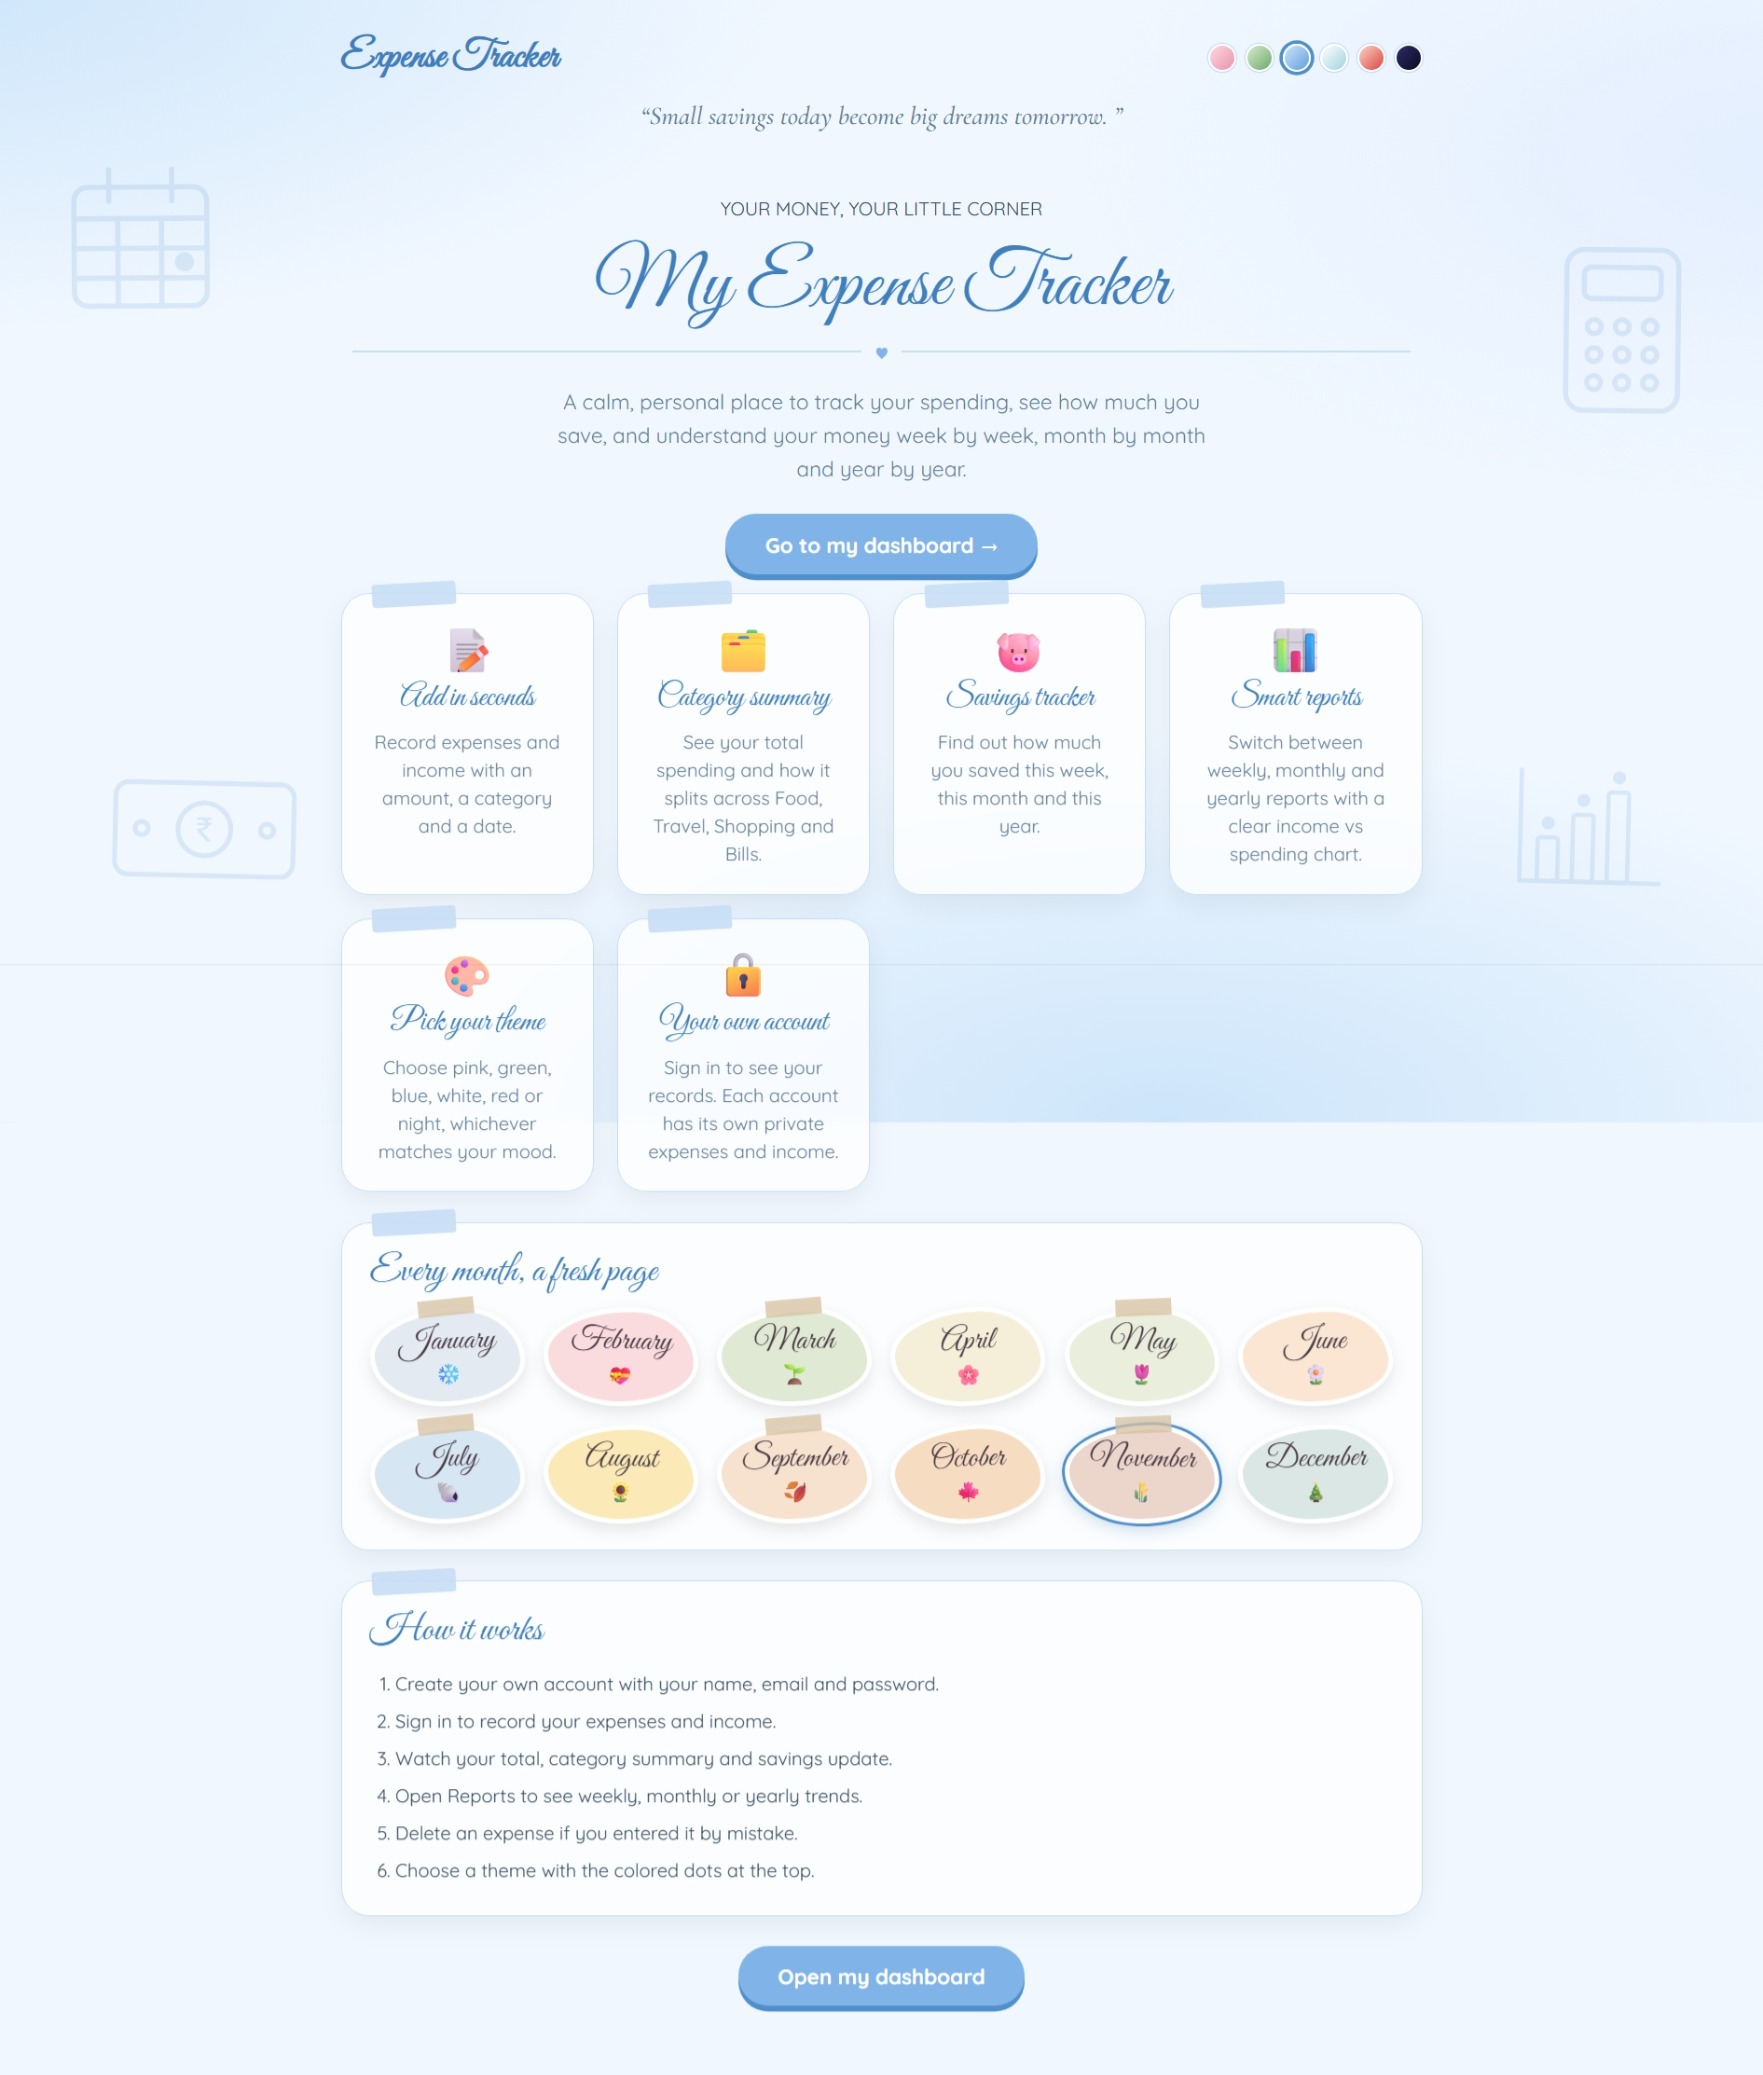 Expense Tracker
“Small savings today become big dreams tomorrow. ”
YOUR MONEY, YOUR LITTLE CORNER
My Expense Tracker
A calm, personal place to track your spending, see how much you
save, and understand your money week by week, month by month
and year by year.
Go to my dashboard →
Add in seconds
Record expenses and
income with an
amount, a category
and a date.
Category summary
See your total
spending and how it
splits across Food,
Travel, Shopping and
Bills.
Savings tracker
Find out how much
you saved this week,
this month and this
year.
Smart reports
Switch between
weekly, monthly and
yearly reports with a
clear income vs
spending chart.
₹
Pick your theme
Choose pink, green,
blue, white, red or
night, whichever
matches your mood.
Your own account
Sign in to see your
records. Each account
has its own private
expenses and income.
Every month, a fresh page
January
February
March
April
May
June
July
August
September
October
November
December
How it works
1. Create your own account with your name, email and password.
2. Sign in to record your expenses and income.
3. Watch your total, category summary and savings update.
4. Open Reports to see weekly, monthly or yearly trends.
5. Delete an expense if you entered it by mistake.
6. Choose a theme with the colored dots at the top.
Open my dashboard